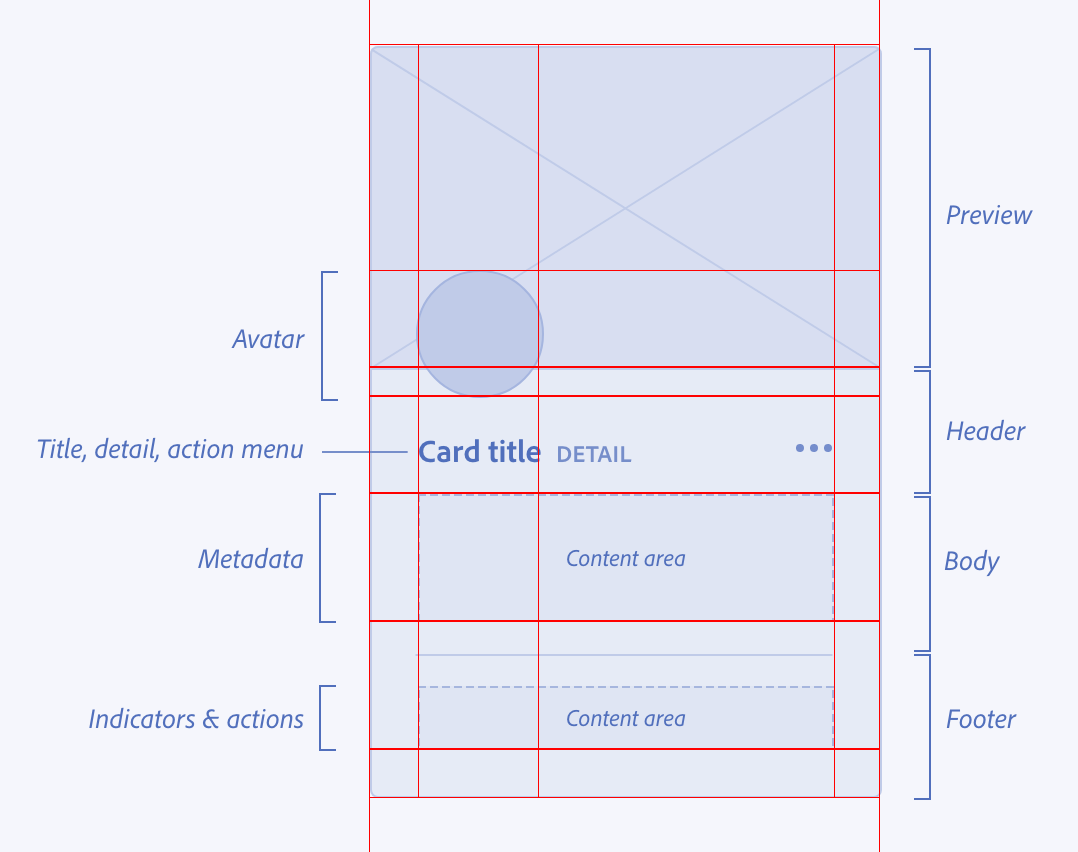 Preview
Avatar
Header
Title, detail, action menu
Card title DETAIL
Metadata
Content area
Body
Indicators & actions
Content area
Footer